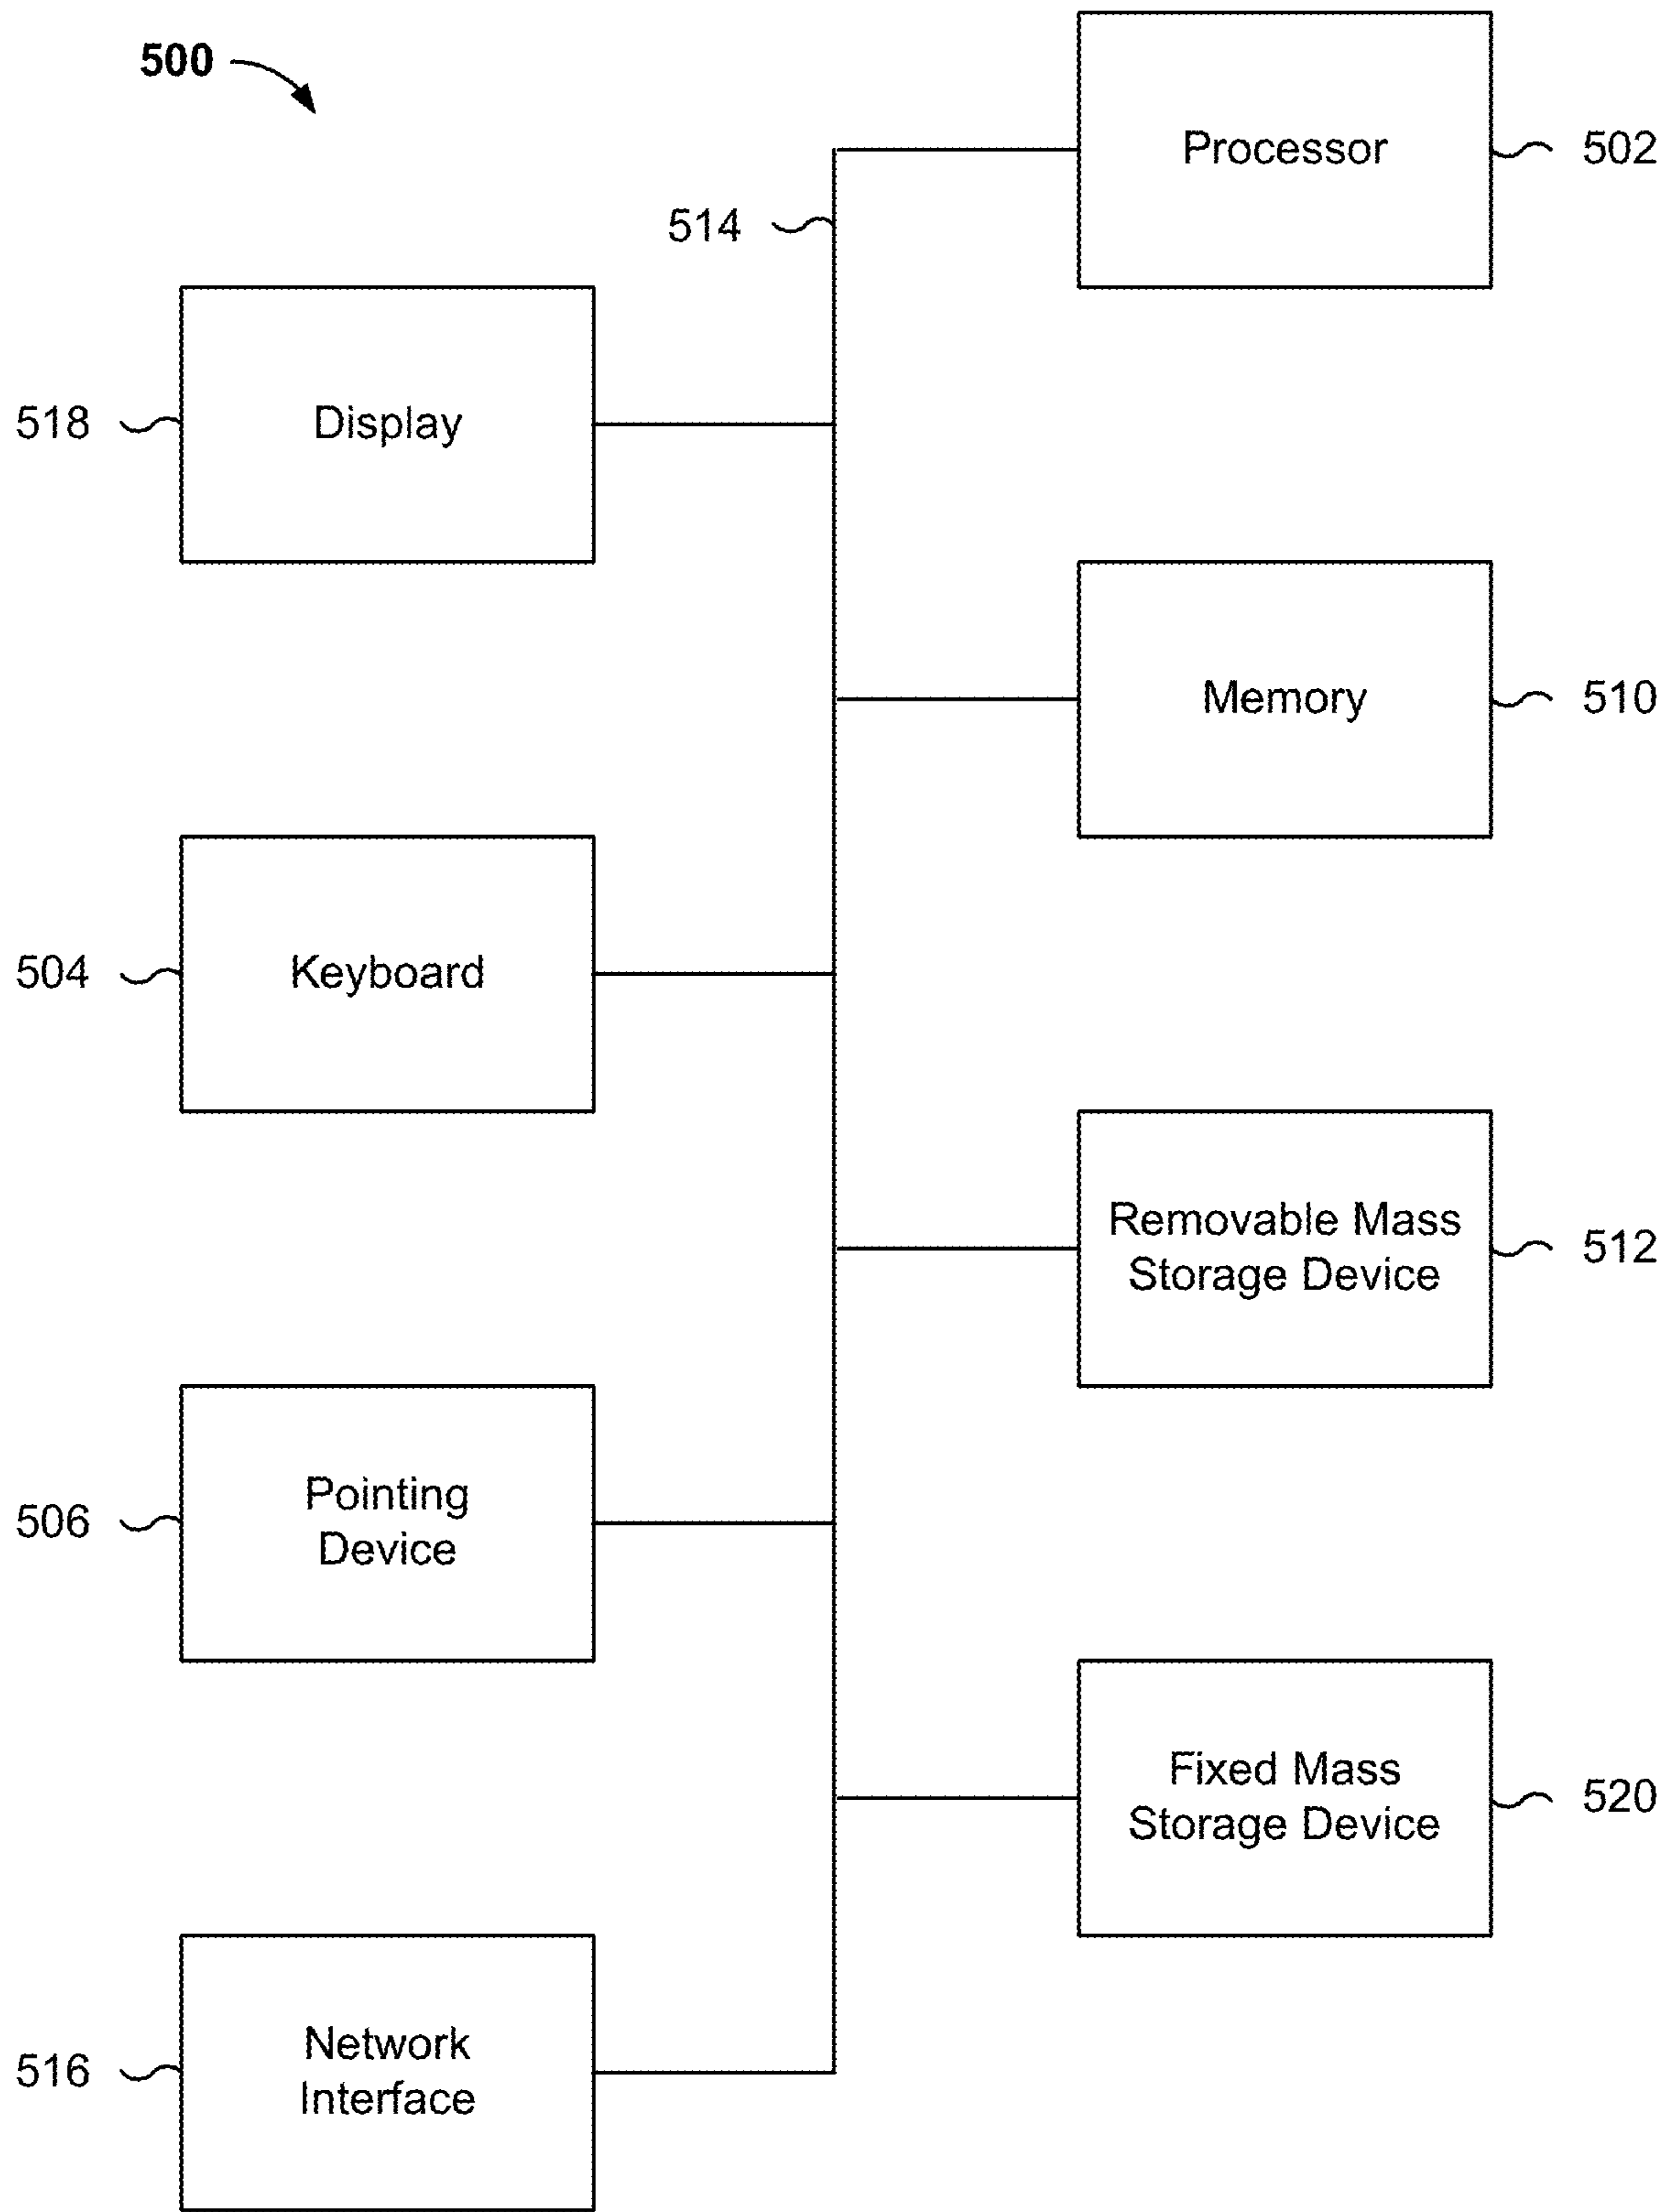 500
Processor
502
514
518
Display
Memory
510
504
Keyboard
Removable Mass
Storage Device
512
506
Pointing
Device
Fixed Mass
Storage Device
520
516
Network
Interface